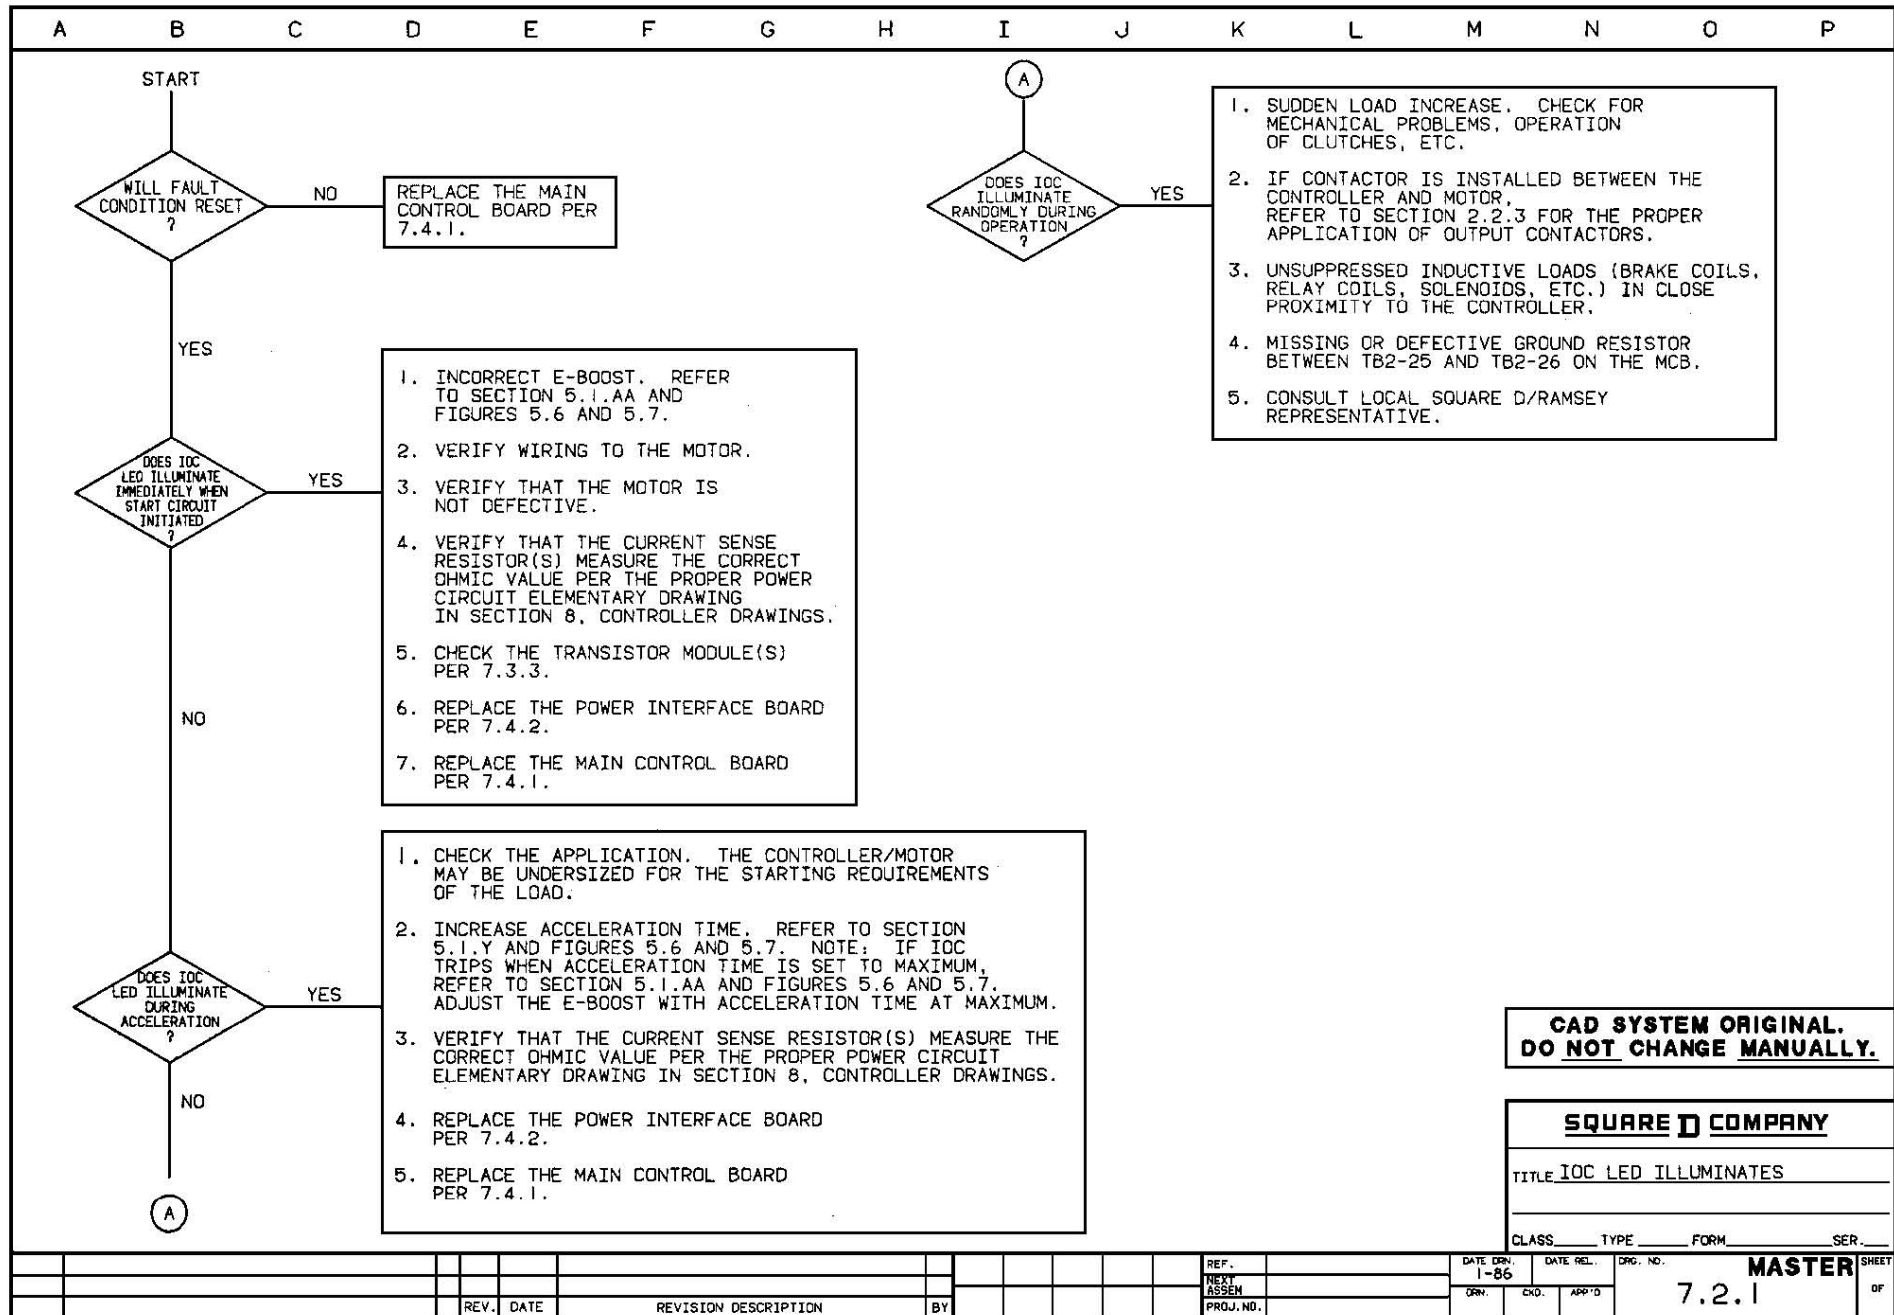 A B C D E F G H I J K L M N O P
START
WILL FAULT
CONDITION RESET
?
NO
REPLACE THE MAIN
CONTROL BOARD PER
7.4.1.
YES
DOES IOC
LED ILLUMINATE
IMMEDIATELY WHEN
START CIRCUIT
INITIATED
?
YES
1. INCORRECT E-BOOST. REFER
TO SECTION 5.1.AA AND
FIGURES 5.6 AND 5.7.
2. VERIFY WIRING TO THE MOTOR.
3. VERIFY THAT THE MOTOR IS
NOT DEFECTIVE.
4. VERIFY THAT THE CURRENT SENSE
RESISTOR(S) MEASURE THE CORRECT
OHMIC VALUE PER THE PROPER POWER
CIRCUIT ELEMENTARY DRAWING
IN SECTION 8, CONTROLLER DRAWINGS.
5. CHECK THE TRANSISTOR MODULE(S)
PER 7.3.3.
6. REPLACE THE POWER INTERFACE BOARD
PER 7.4.2.
7. REPLACE THE MAIN CONTROL BOARD
PER 7.4.1.
NO
DOES IOC
LED ILLUMINATE
DURING
ACCELERATION
?
YES
1. CHECK THE APPLICATION. THE CONTROLLER/MOTOR
MAY BE UNDERSIZED FOR THE STARTING REQUIREMENTS
OF THE LOAD.
2. INCREASE ACCELERATION TIME. REFER TO SECTION
5.1.Y AND FIGURES 5.6 AND 5.7. NOTE: IF IOC
TRIPS WHEN ACCELERATION TIME IS SET TO MAXIMUM,
REFER TO SECTION 5.1.AA AND FIGURES 5.6 AND 5.7.
ADJUST THE E-BOOST WITH ACCELERATION TIME AT MAXIMUM.
3. VERIFY THAT THE CURRENT SENSE RESISTOR(S) MEASURE THE
CORRECT OHMIC VALUE PER THE PROPER POWER CIRCUIT
ELEMENTARY DRAWING IN SECTION 8, CONTROLLER DRAWINGS.
4. REPLACE THE POWER INTERFACE BOARD
PER 7.4.2.
5. REPLACE THE MAIN CONTROL BOARD
PER 7.4.1.
NO
A
A
DOES IOC
ILLUMINATE
RANDOMLY DURING
OPERATION
?
YES
1. SUDDEN LOAD INCREASE. CHECK FOR
MECHANICAL PROBLEMS, OPERATION
OF CLUTCHES, ETC.
2. IF CONTACTOR IS INSTALLED BETWEEN THE
CONTROLLER AND MOTOR,
REFER TO SECTION 2.2.3 FOR THE PROPER
APPLICATION OF OUTPUT CONTACTORS.
3. UNSUPPRESSED INDUCTIVE LOADS (BRAKE COILS,
RELAY COILS, SOLENOIDS, ETC.) IN CLOSE
PROXIMITY TO THE CONTROLLER.
4. MISSING OR DEFECTIVE GROUND RESISTOR
BETWEEN TB2-25 AND TB2-26 ON THE MCB.
5. CONSULT LOCAL SQUARE D/RAMSEY
REPRESENTATIVE.
CAD SYSTEM ORIGINAL.
DO NOT CHANGE MANUALLY.
SQUARE D COMPANY
TITLE IOC LED ILLUMINATES
CLASS TYPE FORM SER.
REV. DATE REVISION DESCRIPTION BY
REF.
NEXT
ASSEM
PROJ. NO.
DATE DRN. DATE REL.
1-86
DRN. CKD. APP'D
DRG. NO.
MASTER
7.2.1
SHEET
OF